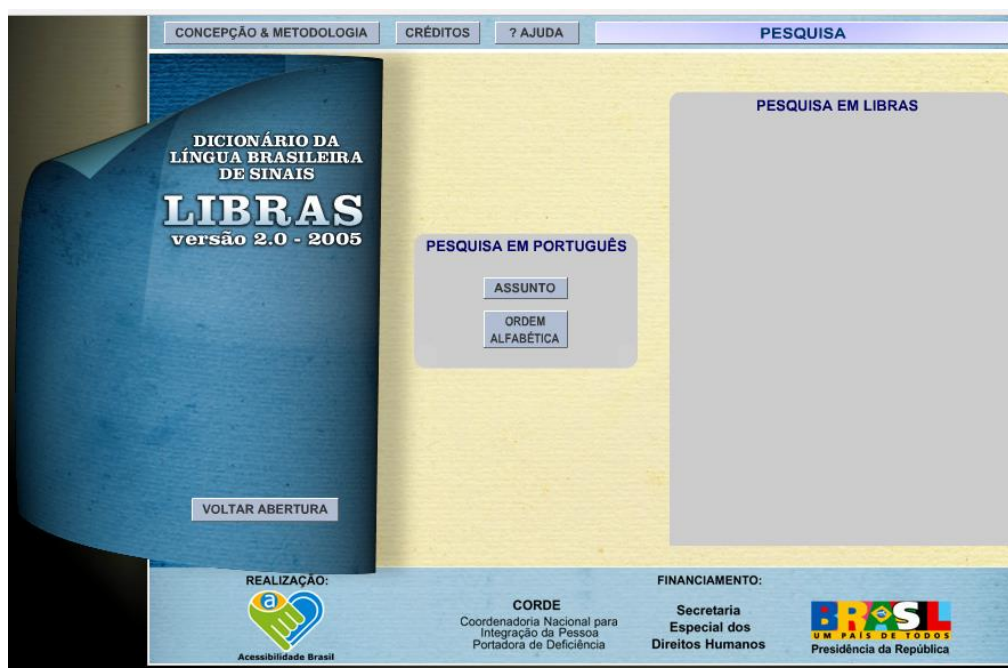 CONCEPÇÃO & METODOLOGIA
CRÉDITOS
? AJUDA
PESQUISA
DICIONÁRIO DA
LÍNGUA BRASILEIRA
DE SINAIS
LIBRAS
versão 2.0 - 2005
VOLTAR ABERTURA
PESQUISA EM PORTUGUÊS
ASSUNTO
ORDEM
ALFABÉTICA
PESQUISA EM LIBRAS
REALIZAÇÃO:
a
Acessibilidade Brasil
CORDE
Coordenadoria Nacional para
Integração da Pessoa
Portadora de Deficiência
FINANCIAMENTO:
Secretaria
Especial dos
Direitos Humanos
BRASIL
UM PAÍS DE TODOS
Presidência da República